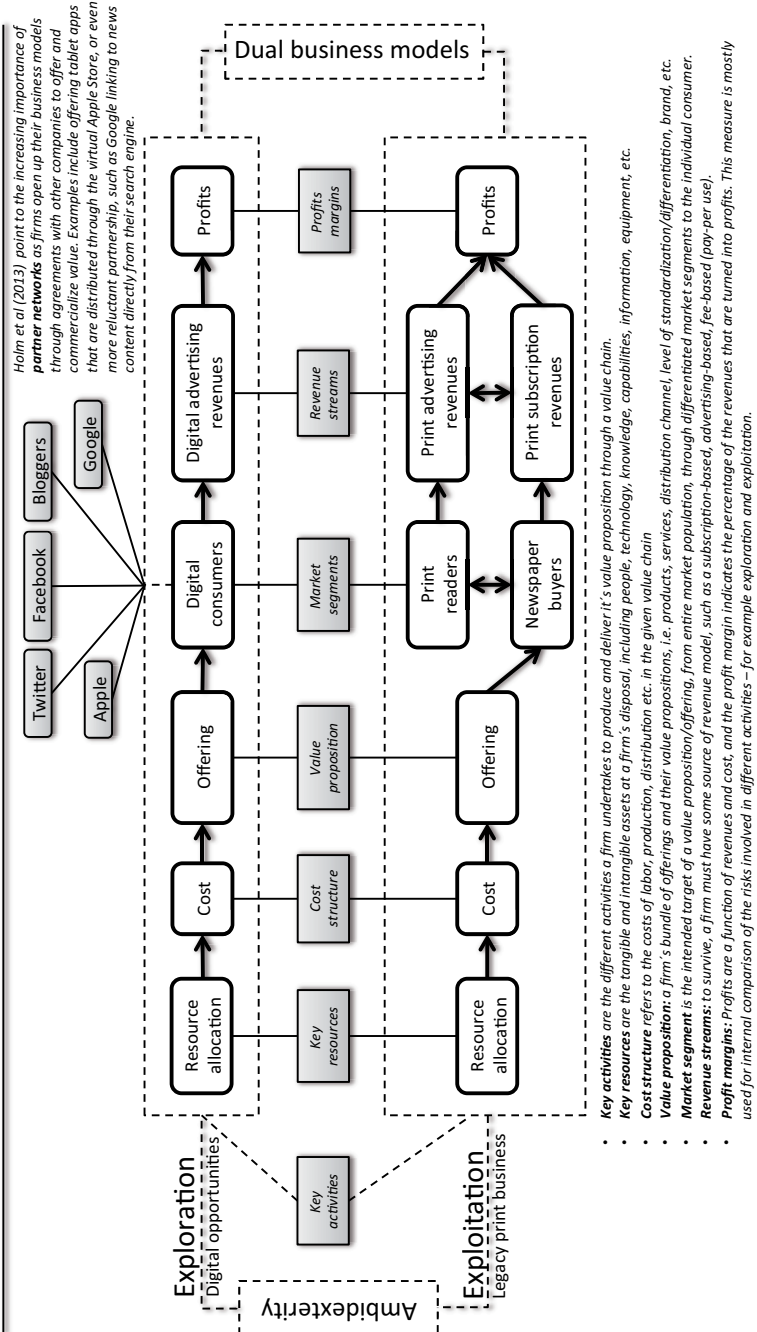 Holm et al (2013) point to the increasing importance of
partner networks as firms open up their business models
through agreements with other companies to offer and
commercialize value. Examples include offering tablet apps
that are distributed through the virtual Apple Store, or even
more reluctant partnership, such as Google linking to news
content directly from their search engine.
Twitter
Facebook
Bloggers
Apple
Google
Exploration
Digital opportunities
Resource
allocation
Cost
Offering
Digital
consumers
Digital advertising
revenues
Profits
Ambidexterity
Key
activities
Key
resources
Cost
structure
Value
proposition
Market
segments
Revenue
streams
Profits
margins
Dual business models
Exploitation
Legacy print business
Resource
allocation
Cost
Offering
Print
readers
Print advertising
revenues
Newspaper
buyers
Print subscription
revenues
Profits
• Key activities are the different activities a firm undertakes to produce and deliver it´s value proposition through a value chain.
• Key resources are the tangible and intangible assets at a firm´s disposal, including people, technology, knowledge, capabilities, information, equipment, etc.
• Cost structure refers to the costs of labor, production, distribution etc. in the given value chain
• Value proposition: a firm´s bundle of offerings and their value propositions, i.e. products, services, distribution channel, level of standardization/differentiation, brand, etc.
• Market segment is the intended target of a value proposition/offering, from entire market population, through differentiated market segments to the individual consumer.
• Revenue streams: to survive, a firm must have some source of revenue model, such as a subscription-based, advertising-based, fee-based (pay-per use).
• Profit margins: Profits are a function of revenues and cost, and the profit margin indicates the percentage of the revenues that are turned into profits. This measure is mostly
used for internal comparison of the risks involved in different activities – for example exploration and exploitation.